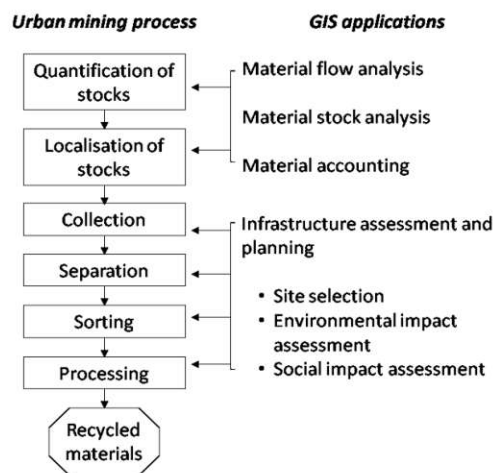 Urban mining process
GIS applications
Quantification of
stocks
Localisation of
stocks
Collection
Separation
Sorting
Processing
Recycled
materials
Material flow analysis
Material stock analysis
Material accounting
Infrastructure assessment and
planning
• Site selection
• Environmental impact
assessment
• Social impact assessment